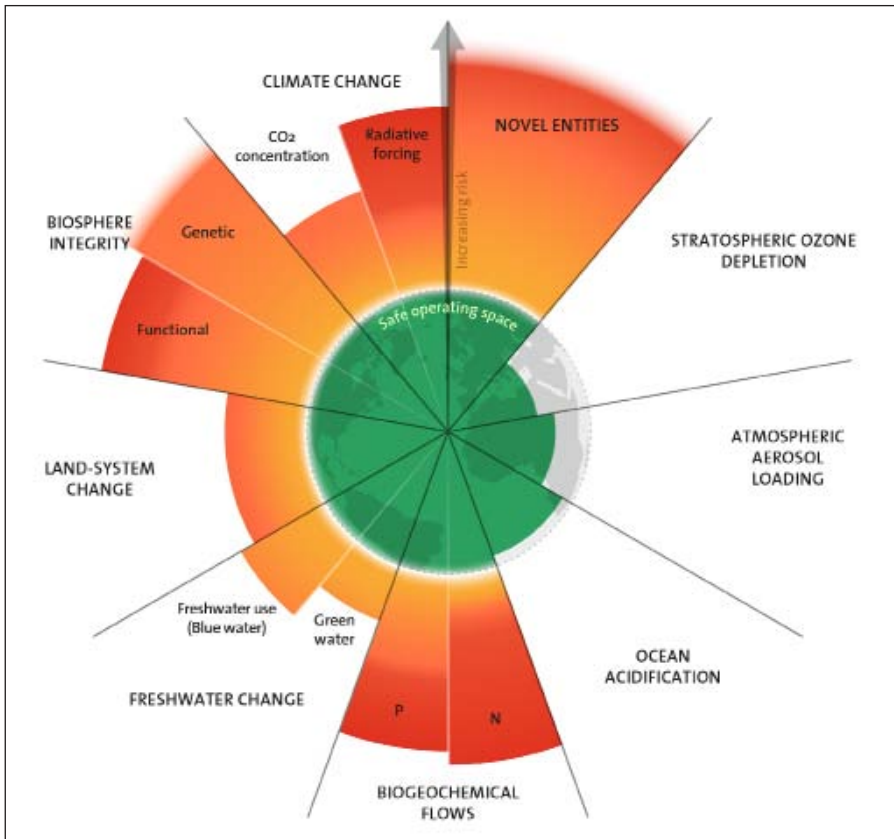 CLIMATE CHANGE
CO2
concentration
Radiative
forcing
Increasing risk
NOVEL ENTITIES
STRATOSPHERIC OZONE
DEPLETION
ATMOSPHERIC
AEROSOL
LOADING
OCEAN
ACIDIFICATION
BIOGEOCHEMICAL
FLOWS
P
N
FRESHWATER CHANGE
Freshwater use
(Blue water)
Green
water
LAND-SYSTEM
CHANGE
BIOSPHERE
INTEGRITY
Genetic
Functional
Safe operating space